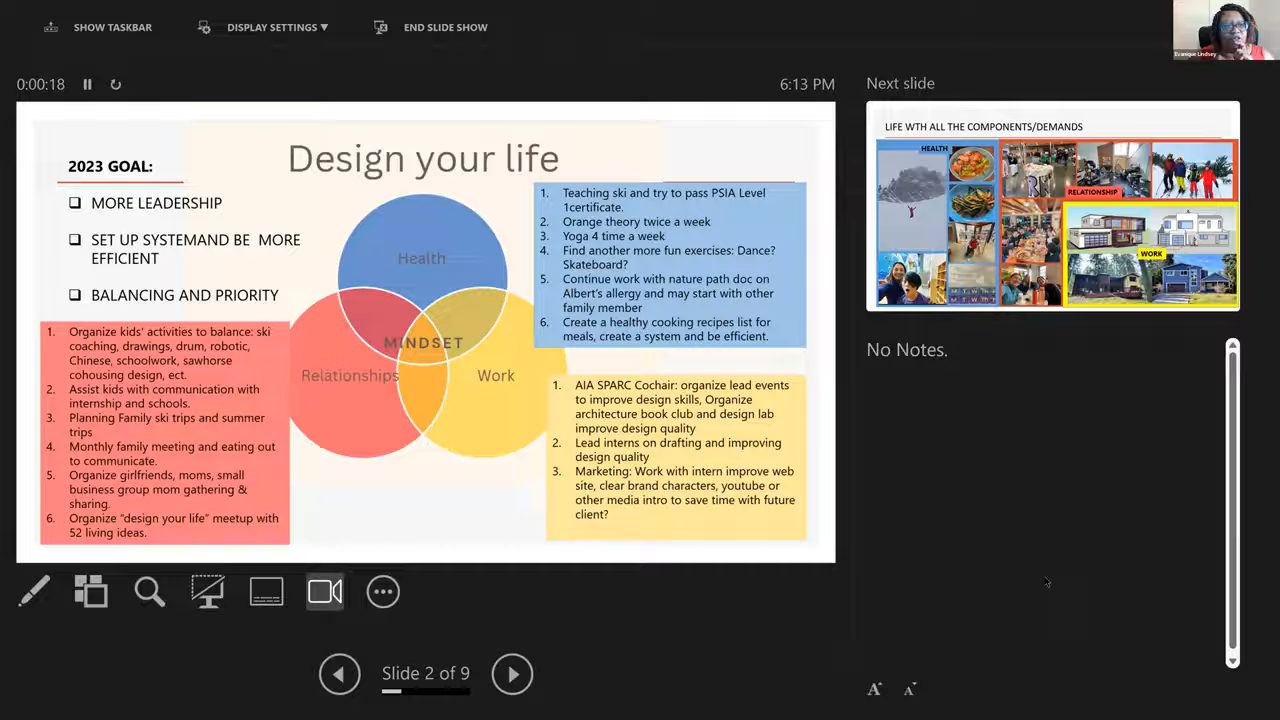 SHOW TASKBAR
DISPLAY SETTINGS ▼
END SLIDE SHOW
Evanique Lindsey
0:00:18
6:13 PM
Next slide
2023 GOAL:
Design your life
MORE LEADERSHIP
SET UP SYSTEMAND BE MORE
EFFICIENT
BALANCING AND PRIORITY
Health
MINDSET
Relationships
Work
1. Teaching ski and try to pass PSIA Level
1certificate.
2. Orange theory twice a week
3. Yoga 4 time a week
4. Find another more fun exercises: Dance?
Skateboard?
5. Continue work with nature path doc on
Albert's allergy and may start with other
family member
6. Create a healthy cooking recipes list for
meals, create a system and be efficient.
1. Organize kids' activities to balance: ski
coaching, drawings, drum, robotic,
Chinese, schoolwork, sawhorse
cohousing design, ect.
2. Assist kids with communication with
internship and schools.
3. Planning Family ski trips and summer
trips
4. Monthly family meeting and eating out
to communicate.
5. Organize girlfriends, moms, small
business group mom gathering &
sharing.
6. Organize "design your life" meetup with
52 living ideas.
1. AIA SPARC Cochair: organize lead events
to improve design skills, Organize
architecture book club and design lab
improve design quality
2. Lead interns on drafting and improving
design quality
3. Marketing: Work with intern improve web
site, clear brand characters, youtube or
other media intro to save time with future
client?
LIFE WTH ALL THE COMPONENTS/DEMANDS
HEALTH
RELATIONSHIP
WORK
No Notes.
Slide 2 of 9
A A